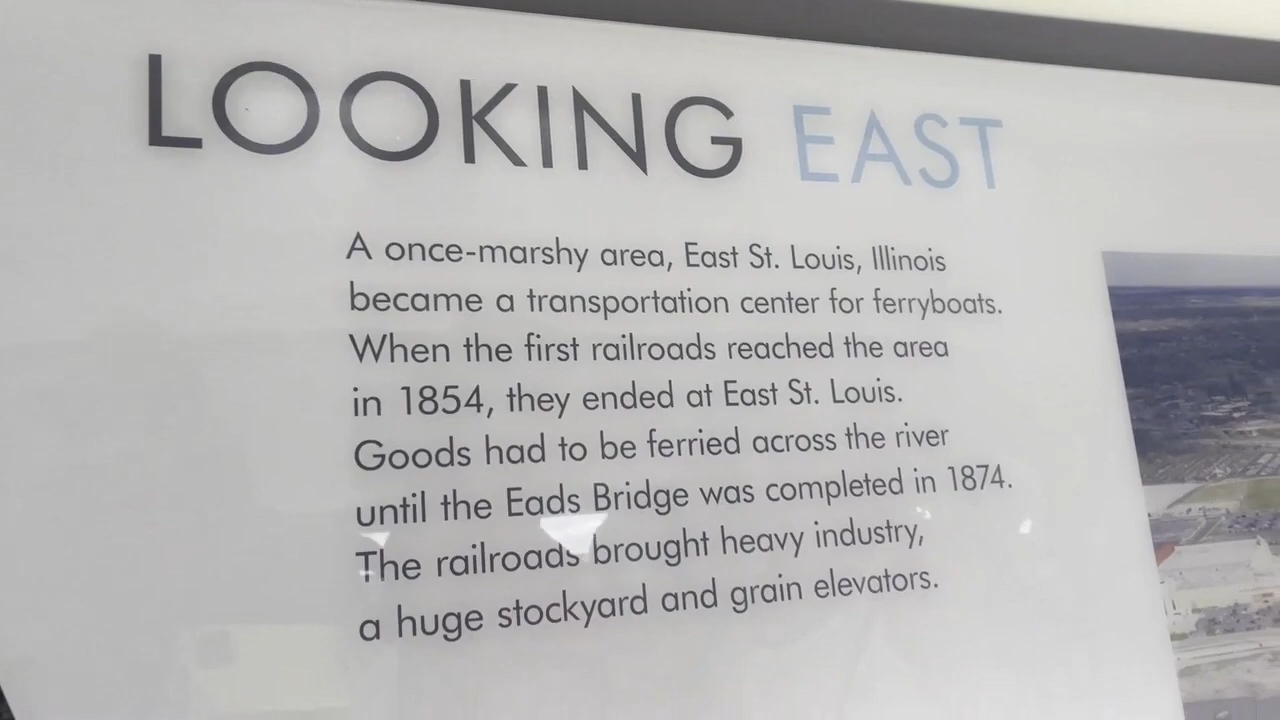 LOOKING EAST
A once-marshy area, East St. Louis, Illinois
became a transportation center for ferryboats.
When the first railroads reached the area
in 1854, they ended at East St. Louis.
Goods had to be ferried across the river
until the Eads Bridge was completed in 1874.
The railroads brought heavy industry,
a huge stockyard and grain elevators.